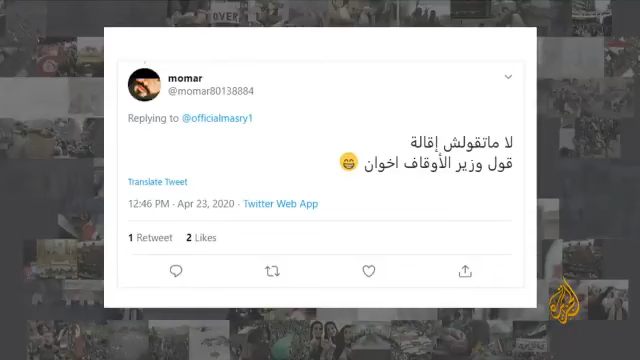 momar
@momar80138884
Replying to @officialmasry1
لا ماتقولش إقالة
قول وزير الأوقاف اخوان 😁
Translate Tweet
12:46 PM · Apr 23, 2020 · Twitter Web App
1 Retweet 2 Likes
الجزيرة